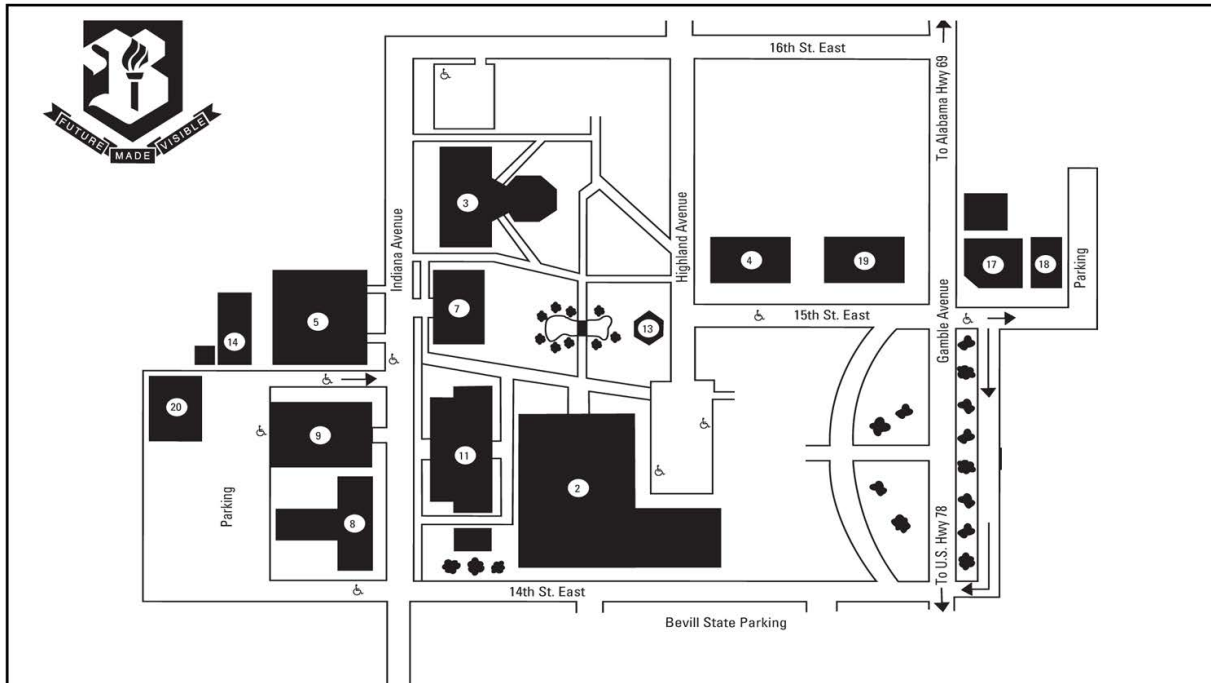 FUTURE
MADE
VISIBLE
16th St. East
To Alabama Hwy 69
Indiana Avenue
Highland Avenue
3
4
19
17
18
Parking
5
14
7
13
15th St. East
Gamble Avenue
20
9
11
2
8
Parking
14th St. East
To U.S. Hwy 78
Bevill State Parking